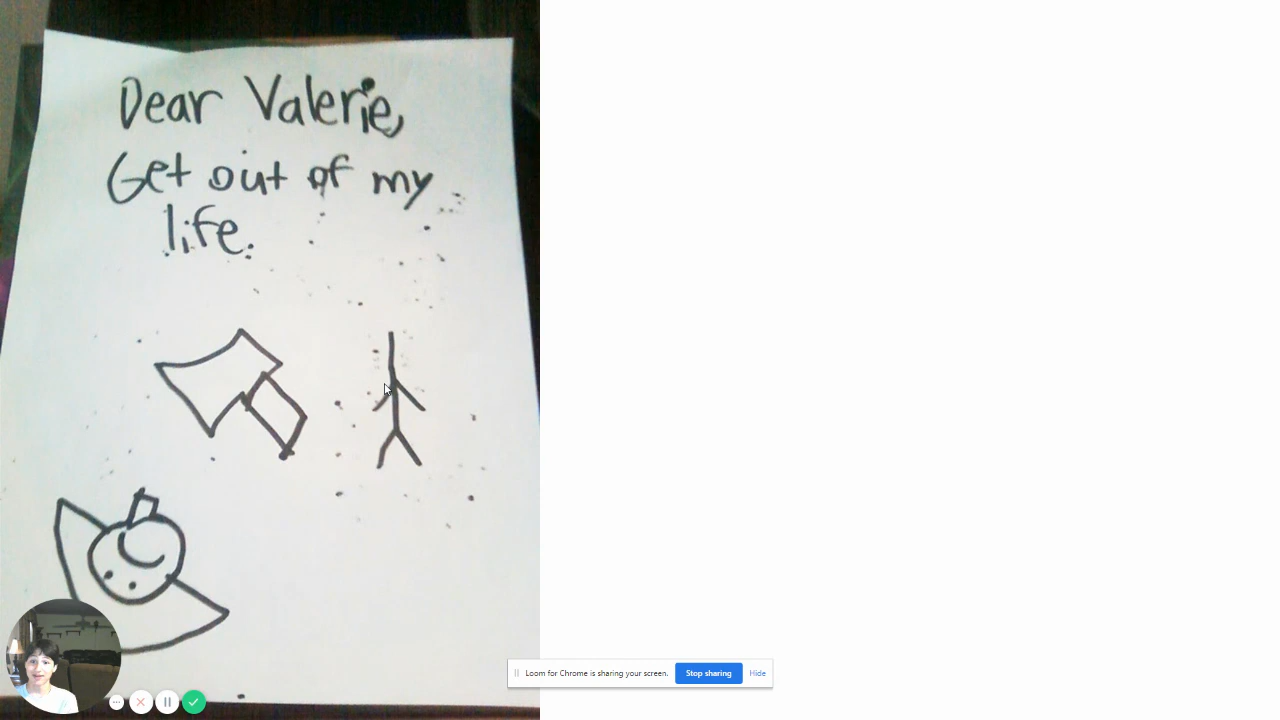 Dear Valerie,
Get out of my
life.
Loom for Chrome is sharing your screen.
Stop sharing
Hide